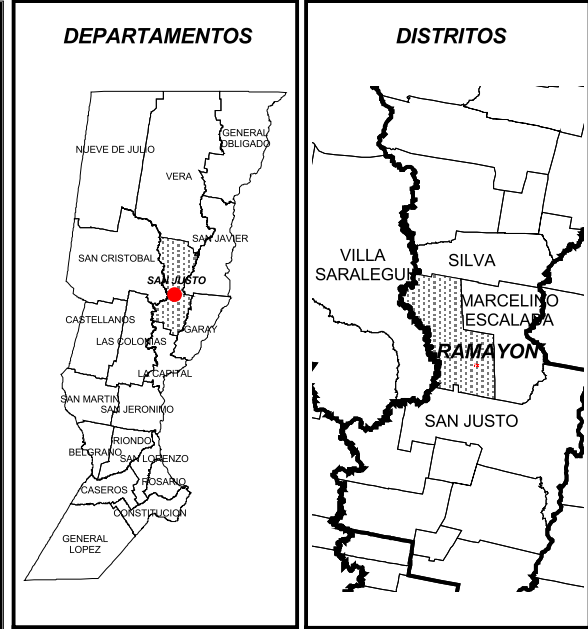 DEPARTAMENTOS
NUEVE DE JULIO
GENERAL
OBLIGADO
VERA
SAN JAVIER
SAN CRISTOBAL
SAN JUSTO
CASTELLANOS
GARAY
LAS COLONIAS
LA CAPITAL
SAN MARTIN
SAN JERONIMO
RIONDO
BELGRANO
SAN LORENZO
ROSARIO
CASEROS
CONSTITUCION
GENERAL
LOPEZ
DISTRITOS
VILLA
SARALEGUI
SILVA
MARCELINO
ESCALADA
RAMAYON
SAN JUSTO